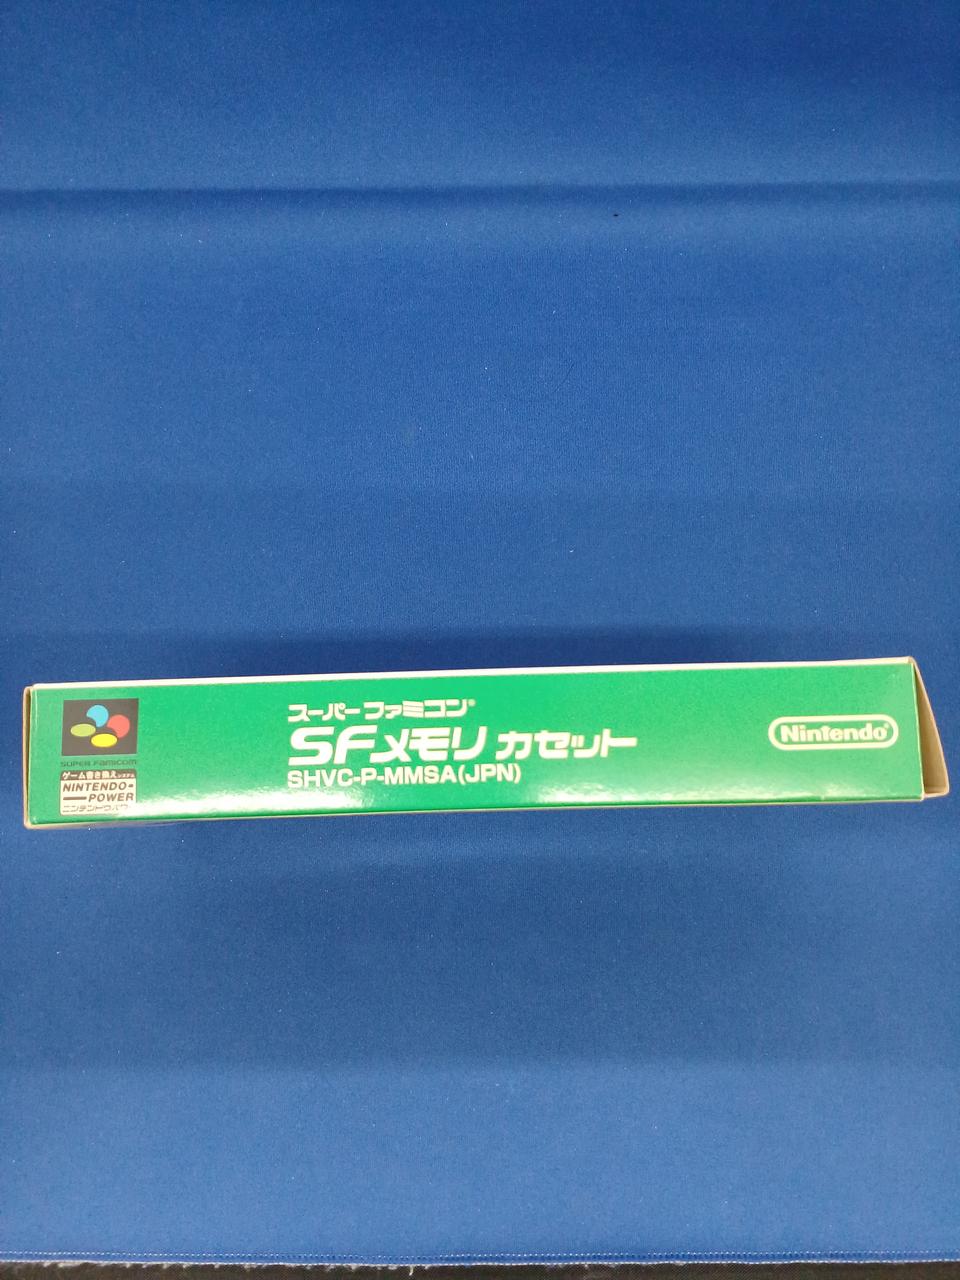 SUPER FAMICOM
ゲーム書き換えシステム
NINTENDO
POWER
ニンテンドウパワー
スーパーファミコン®
SFメモリ カセット
SHVC-P-MMSA(JPN)
Nintendo®